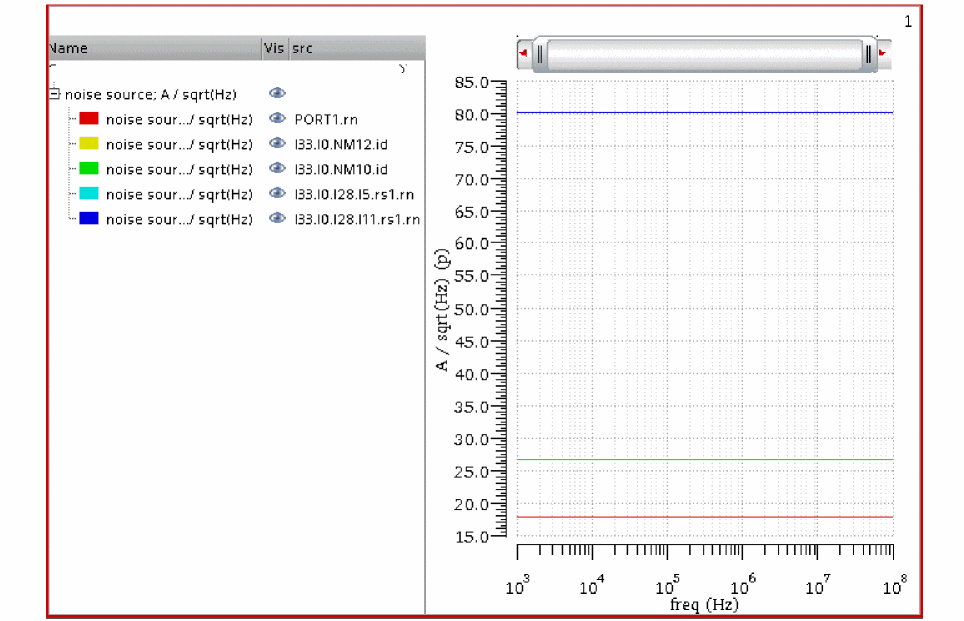 1
Name Vis src
noise source; A / sqrt(Hz)
noise sour.../ sqrt(Hz) PORT1.rn
noise sour.../ sqrt(Hz) I33.I0.NM12.id
noise sour.../ sqrt(Hz) I33.I0.NM10.id
noise sour.../ sqrt(Hz) I33.I0.I28.I5.rs1.rn
noise sour.../ sqrt(Hz) I33.I0.I28.I11.rs1.rn
A / sqrt(Hz) (p)
85.0
80.0
75.0
70.0
65.0
60.0
55.0
50.0
45.0
40.0
35.0
30.0
25.0
20.0
15.0
10^3 10^4 10^5 10^6 10^7 10^8
freq (Hz)